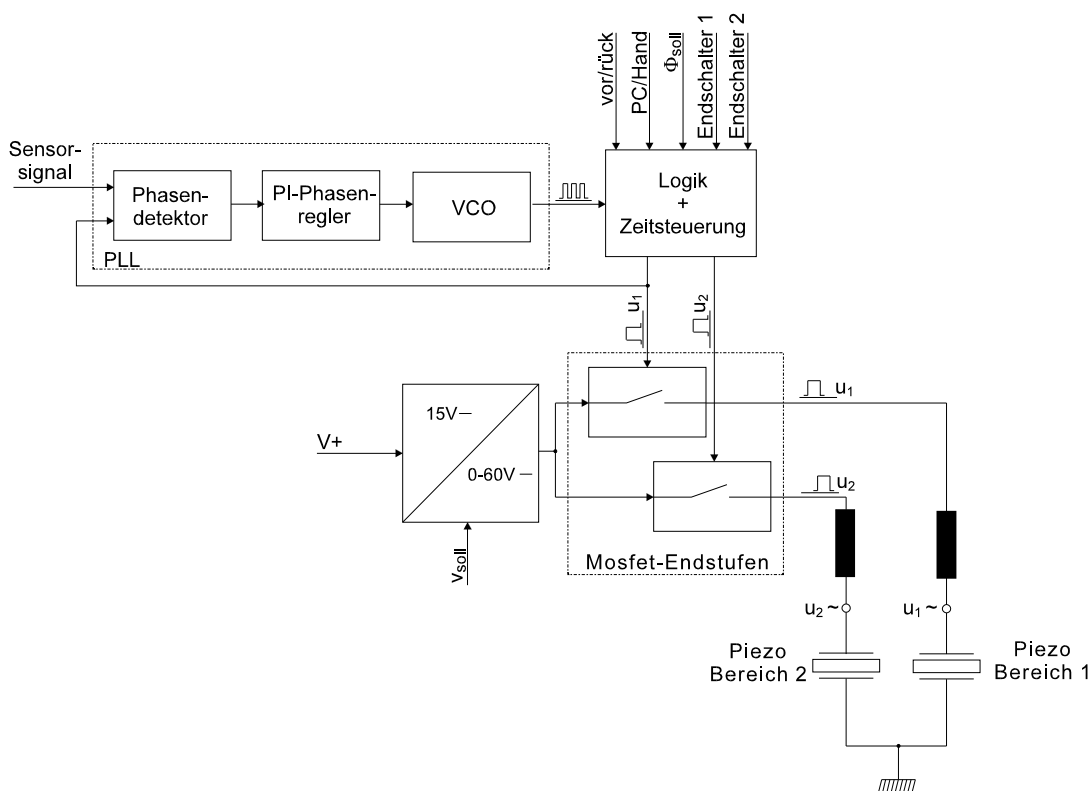 vor/rück
PC/Hand
Φsoll
Endschalter 1
Endschalter 2
Sensor-
signal
Phasen-
detektor
PI-Phasen-
regler
VCO
Logik
+
Zeitsteuerung
PLL
u1
u2
15V
0-60V
V+
vsoll
u1
u2
Mosfet-Endstufen
u2 ~
u1 ~
Piezo
Bereich 2
Piezo
Bereich 1